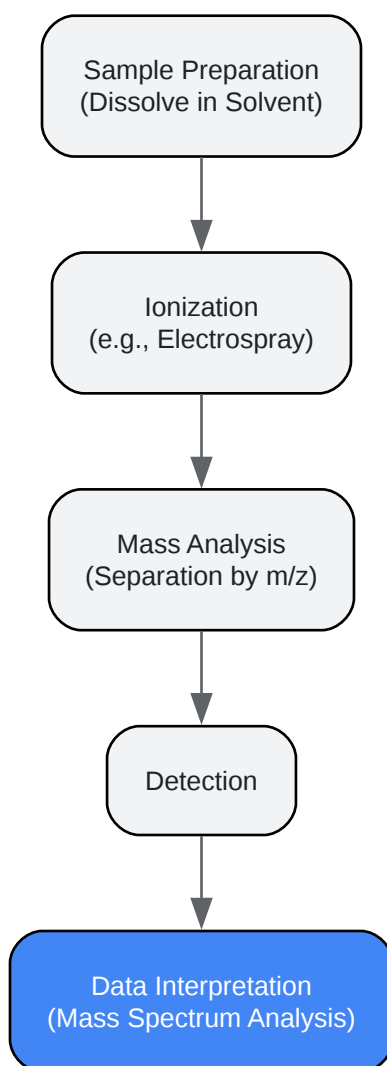 Sample Preparation
(Dissolve in Solvent)
Ionization
(e.g., Electrospray)
Mass Analysis
(Separation by m/z)
Detection
Data Interpretation
(Mass Spectrum Analysis)